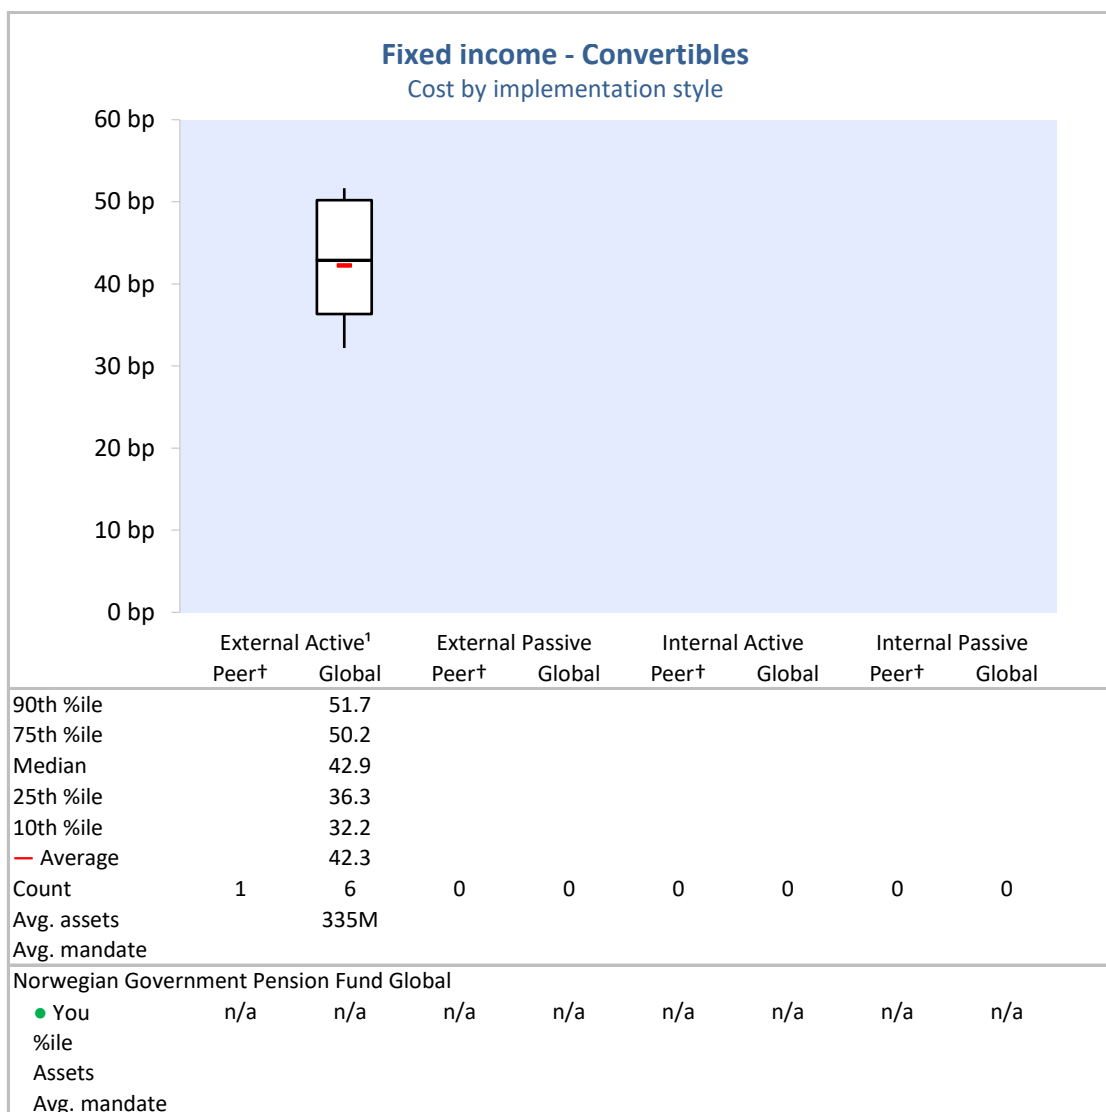 Fixed income - Convertibles
Cost by implementation style
60 bp
50 bp
40 bp
30 bp
20 bp
10 bp
0 bp
External Active¹ External Passive Internal Active Internal Passive
Peer† Global Peer† Global Peer† Global Peer† Global
90th %ile 51.7
75th %ile 50.2
Median 42.9
25th %ile 36.3
10th %ile 32.2
— Average 42.3
Count 1 6 0 0 0 0 0 0
Avg. assets 335M
Avg. mandate
Norwegian Government Pension Fund Global
● You n/a n/a n/a n/a n/a n/a n/a n/a
%ile
Assets
Avg. mandate